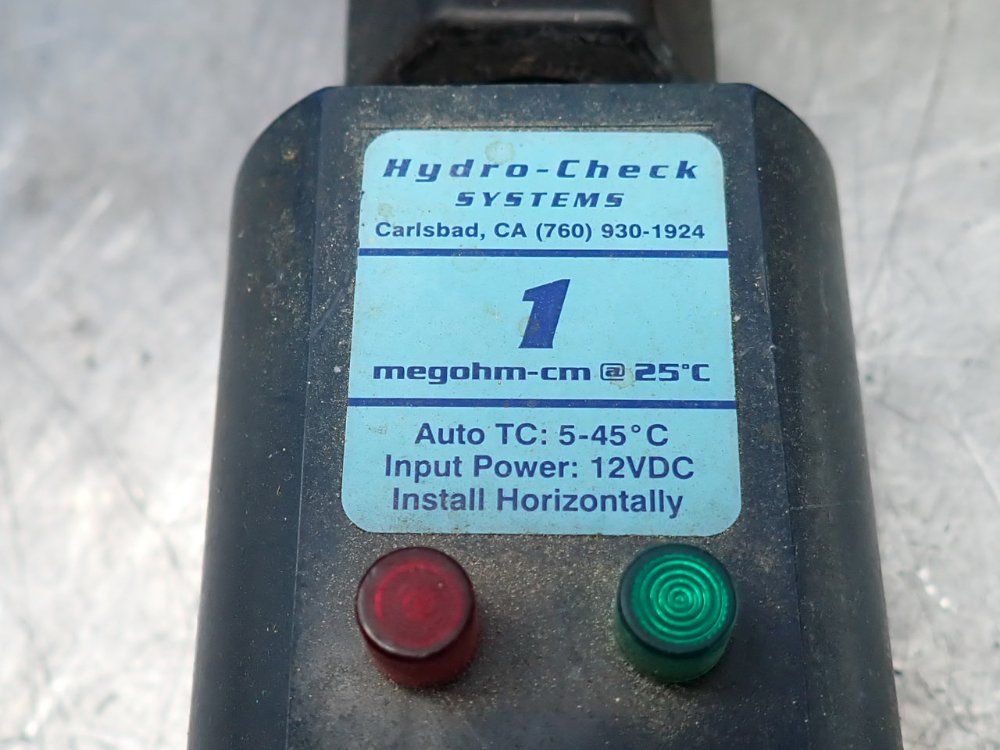 Hydro-Check
SYSTEMS
Carlsbad, CA (760) 930-1924
1
megohm-cm @ 25°C
Auto TC: 5-45°C
Input Power: 12VDC
Install Horizontally